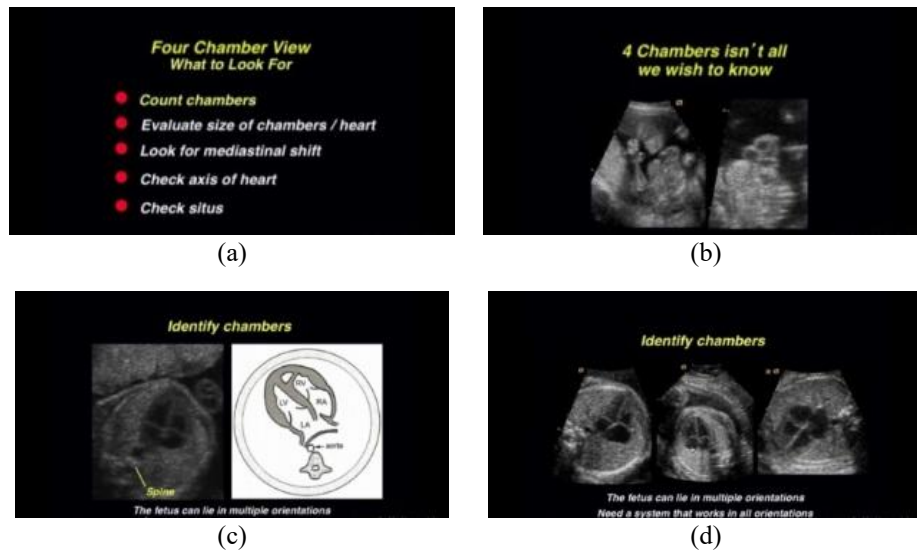 Four Chamber View
What to Look For
Count chambers
Evaluate size of chambers / heart
Look for mediastinal shift
Check axis of heart
Check situs
(a)
4 Chambers isn't all
we wish to know
(b)
Identify chambers
RV
LV
RA
LA
aorta
Spine
The fetus can lie in multiple orientations
(c)
Identify chambers
The fetus can lie in multiple orientations
Need a system that works in all orientations
(d)